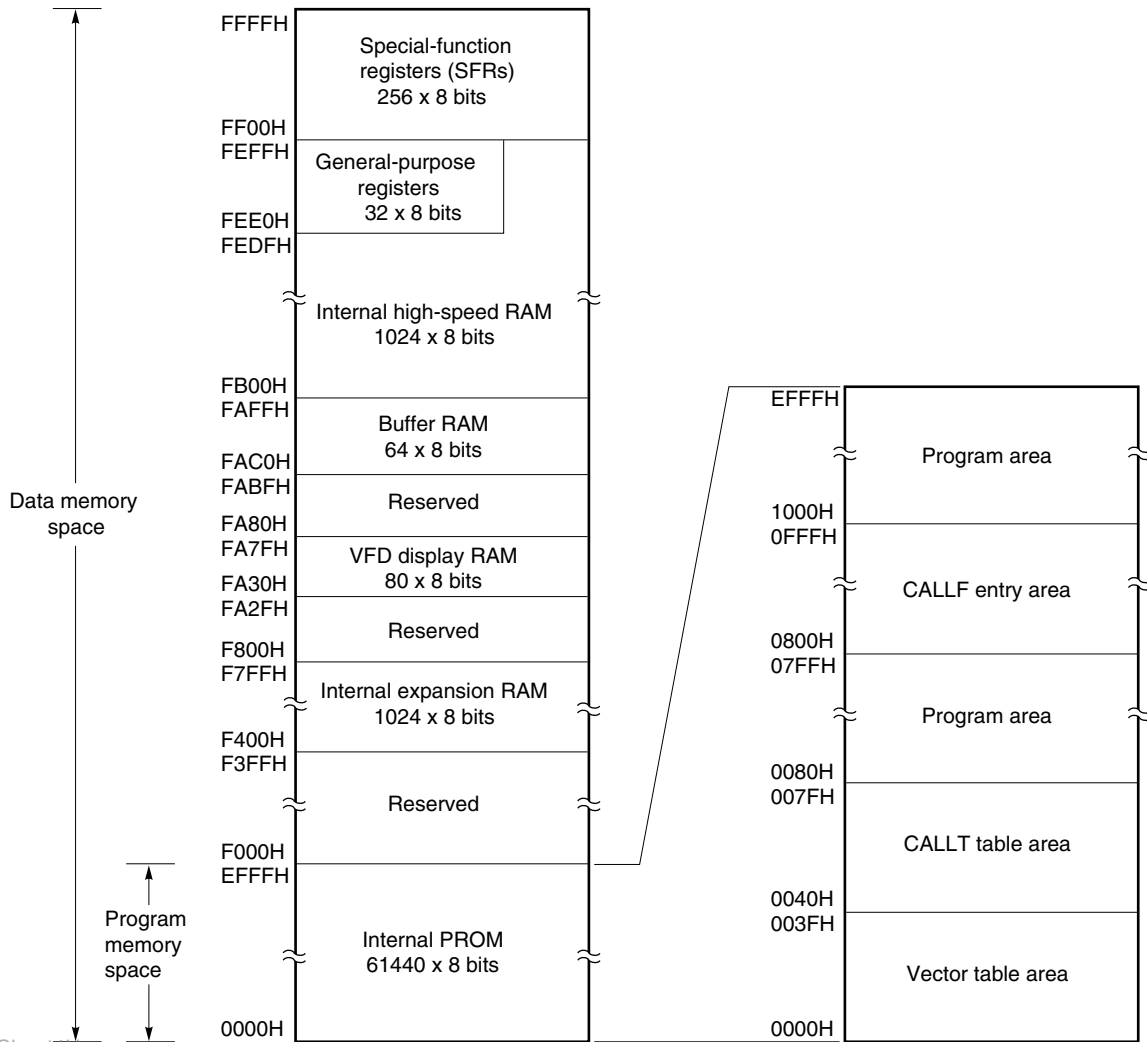 FFFFH
Special-function
registers (SFRs)
256 x 8 bits
FF00H
FEFFH
General-purpose
registers
32 x 8 bits
FEE0H
FEDFH
Internal high-speed RAM
1024 x 8 bits
FB00H
FAFFH
Buffer RAM
64 x 8 bits
FAC0H
FABFH
Reserved
FA80H
FA7FH
VFD display RAM
80 x 8 bits
FA30H
FA2FH
Reserved
F800H
F7FFH
Internal expansion RAM
1024 x 8 bits
F400H
F3FFH
Reserved
F000H
EFFFH
Internal PROM
61440 x 8 bits
0000H
Data memory
space
Program
memory
space
EFFFH
Program area
1000H
0FFFH
CALLF entry area
0800H
07FFH
Program area
0080H
007FH
CALLT table area
0040H
003FH
Vector table area
0000H